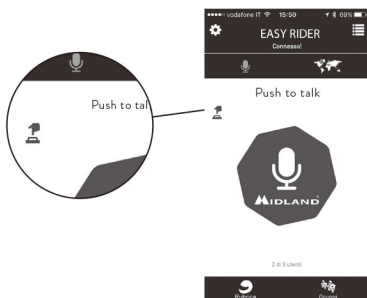 vodafone IT 15:50 69%
EASY RIDER
Connesso!
Push to tal
Push to talk
MIDLAND
2 di 9 utenti
Rubrica Gruppi